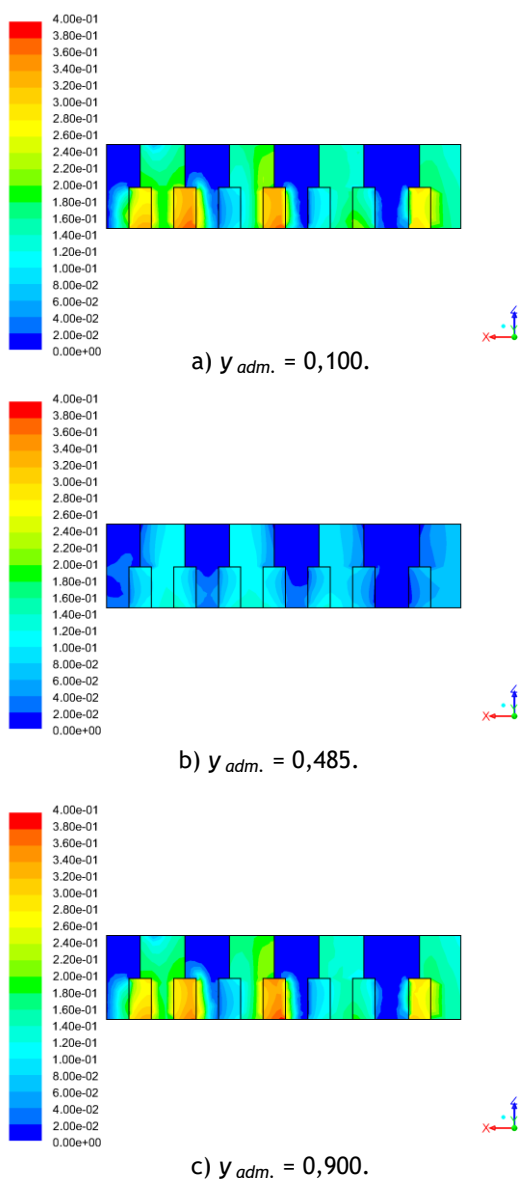 4.00e-01
3.80e-01
3.60e-01
3.40e-01
3.20e-01
3.00e-01
2.80e-01
2.60e-01
2.40e-01
2.20e-01
2.00e-01
1.80e-01
1.60e-01
1.40e-01
1.20e-01
1.00e-01
8.00e-02
6.00e-02
4.00e-02
2.00e-02
0.00e+00
Z
X
a) y adm. = 0,100.
4.00e-01
3.80e-01
3.60e-01
3.40e-01
3.20e-01
3.00e-01
2.80e-01
2.60e-01
2.40e-01
2.20e-01
2.00e-01
1.80e-01
1.60e-01
1.40e-01
1.20e-01
1.00e-01
8.00e-02
6.00e-02
4.00e-02
2.00e-02
0.00e+00
Z
X
b) y adm. = 0,485.
4.00e-01
3.80e-01
3.60e-01
3.40e-01
3.20e-01
3.00e-01
2.80e-01
2.60e-01
2.40e-01
2.20e-01
2.00e-01
1.80e-01
1.60e-01
1.40e-01
1.20e-01
1.00e-01
8.00e-02
6.00e-02
4.00e-02
2.00e-02
0.00e+00
Z
X
c) y adm. = 0,900.